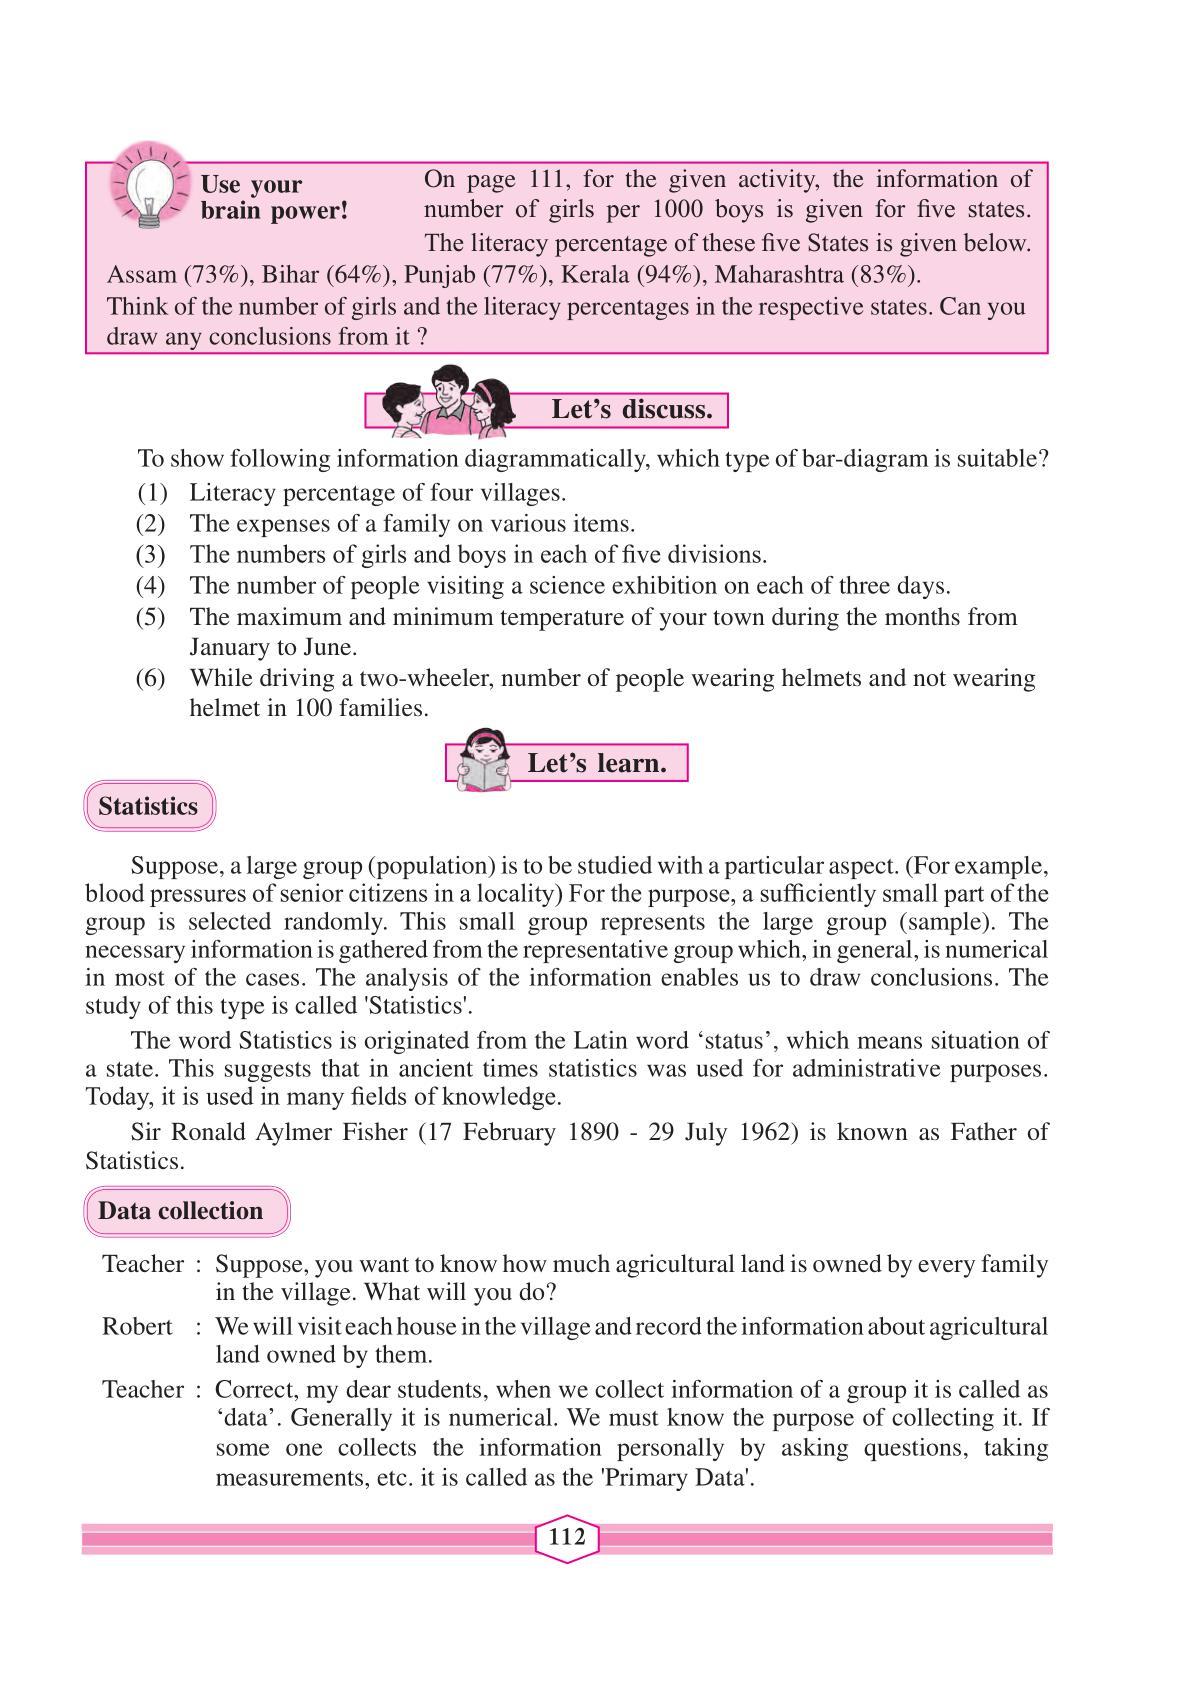 Use your
brain power!
On page 111, for the given activity, the information of
number of girls per 1000 boys is given for five states.
The literacy percentage of these five States is given below.
Assam (73%), Bihar (64%), Punjab (77%), Kerala (94%), Maharashtra (83%).
Think of the number of girls and the literacy percentages in the respective states. Can you
draw any conclusions from it ?
Let’s discuss.
To show following information diagrammatically, which type of bar-diagram is suitable?
(1) Literacy percentage of four villages.
(2) The expenses of a family on various items.
(3) The numbers of girls and boys in each of five divisions.
(4) The number of people visiting a science exhibition on each of three days.
(5) The maximum and minimum temperature of your town during the months from
January to June.
(6) While driving a two-wheeler, number of people wearing helmets and not wearing
helmet in 100 families.
Let’s learn.
Statistics
Suppose, a large group (population) is to be studied with a particular aspect. (For example,
blood pressures of senior citizens in a locality) For the purpose, a sufficiently small part of the
group is selected randomly. This small group represents the large group (sample). The
necessary information is gathered from the representative group which, in general, is numerical
in most of the cases. The analysis of the information enables us to draw conclusions. The
study of this type is called 'Statistics'.
The word Statistics is originated from the Latin word ‘status’, which means situation of
a state. This suggests that in ancient times statistics was used for administrative purposes.
Today, it is used in many fields of knowledge.
Sir Ronald Aylmer Fisher (17 February 1890 - 29 July 1962) is known as Father of
Statistics.
Data collection
Teacher : Suppose, you want to know how much agricultural land is owned by every family
in the village. What will you do?
Robert : We will visit each house in the village and record the information about agricultural
land owned by them.
Teacher : Correct, my dear students, when we collect information of a group it is called as
‘data’. Generally it is numerical. We must know the purpose of collecting it. If
some one collects the information personally by asking questions, taking
measurements, etc. it is called as the 'Primary Data'.
112